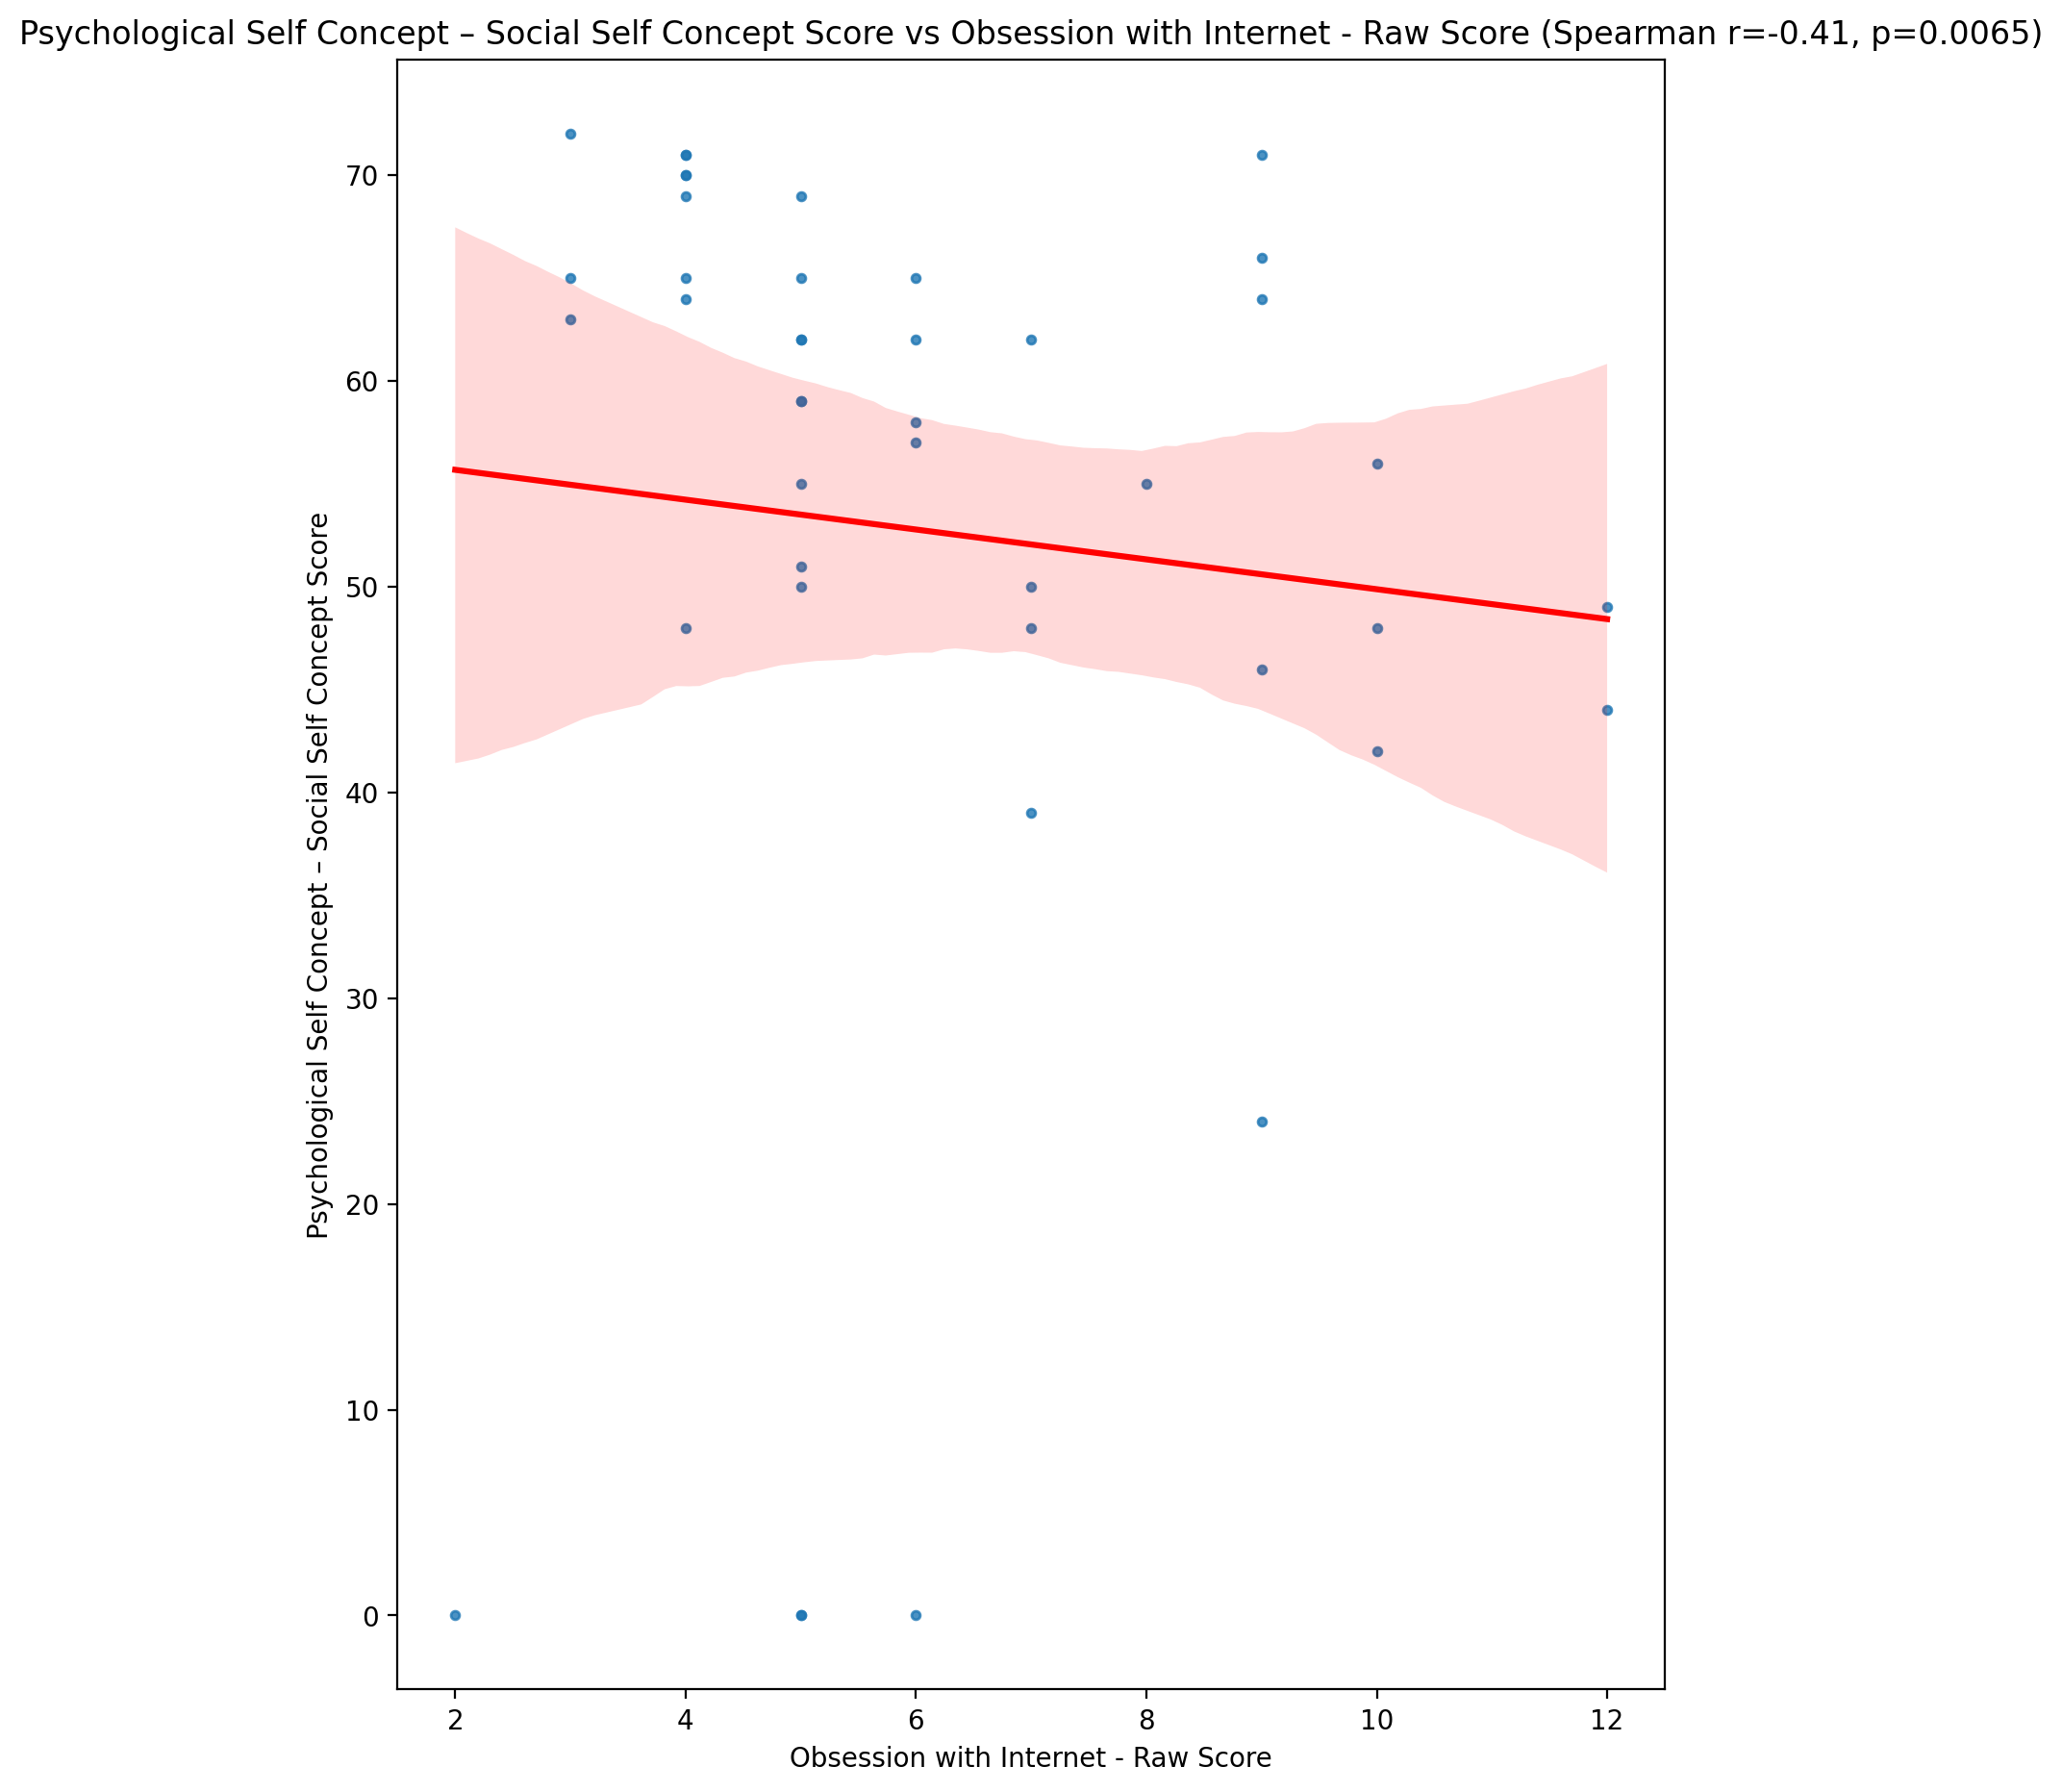 Psychological Self Concept – Social Self Concept Score vs Obsession with Internet - Raw Score (Spearman r=-0.41, p=0.0065)
Psychological Self Concept – Social Self Concept Score
70
60
50
40
30
20
10
0
2 4 6 8 10 12
Obsession with Internet - Raw Score